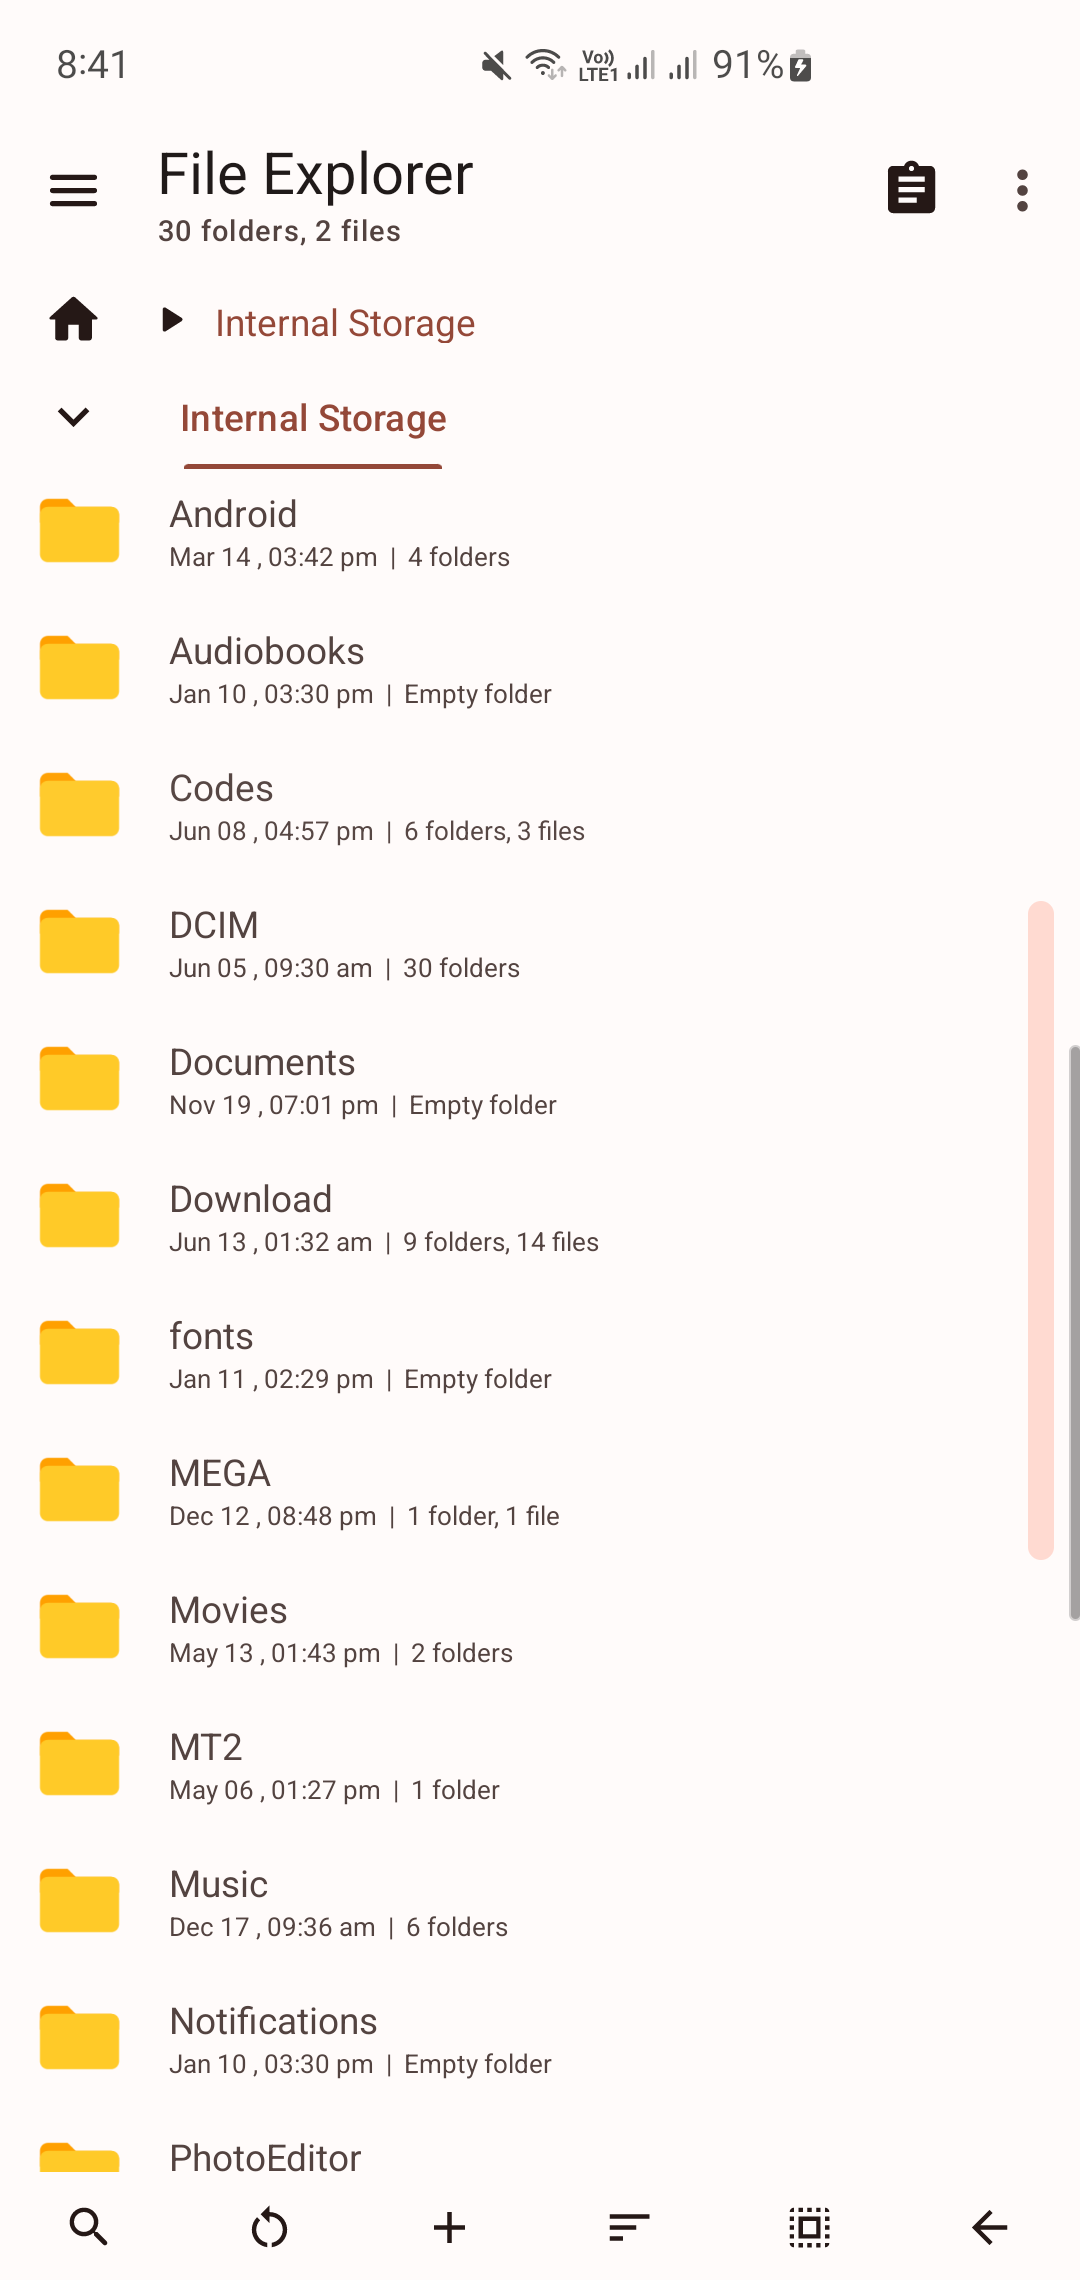 8:41
Vo)) LTE1 91%
File Explorer
30 folders, 2 files
Internal Storage
Internal Storage
Android
Mar 14 , 03:42 pm | 4 folders
Audiobooks
Jan 10 , 03:30 pm | Empty folder
Codes
Jun 08 , 04:57 pm | 6 folders, 3 files
DCIM
Jun 05 , 09:30 am | 30 folders
Documents
Nov 19 , 07:01 pm | Empty folder
Download
Jun 13 , 01:32 am | 9 folders, 14 files
fonts
Jan 11 , 02:29 pm | Empty folder
MEGA
Dec 12 , 08:48 pm | 1 folder, 1 file
Movies
May 13 , 01:43 pm | 2 folders
MT2
May 06 , 01:27 pm | 1 folder
Music
Dec 17 , 09:36 am | 6 folders
Notifications
Jan 10 , 03:30 pm | Empty folder
PhotoEditor